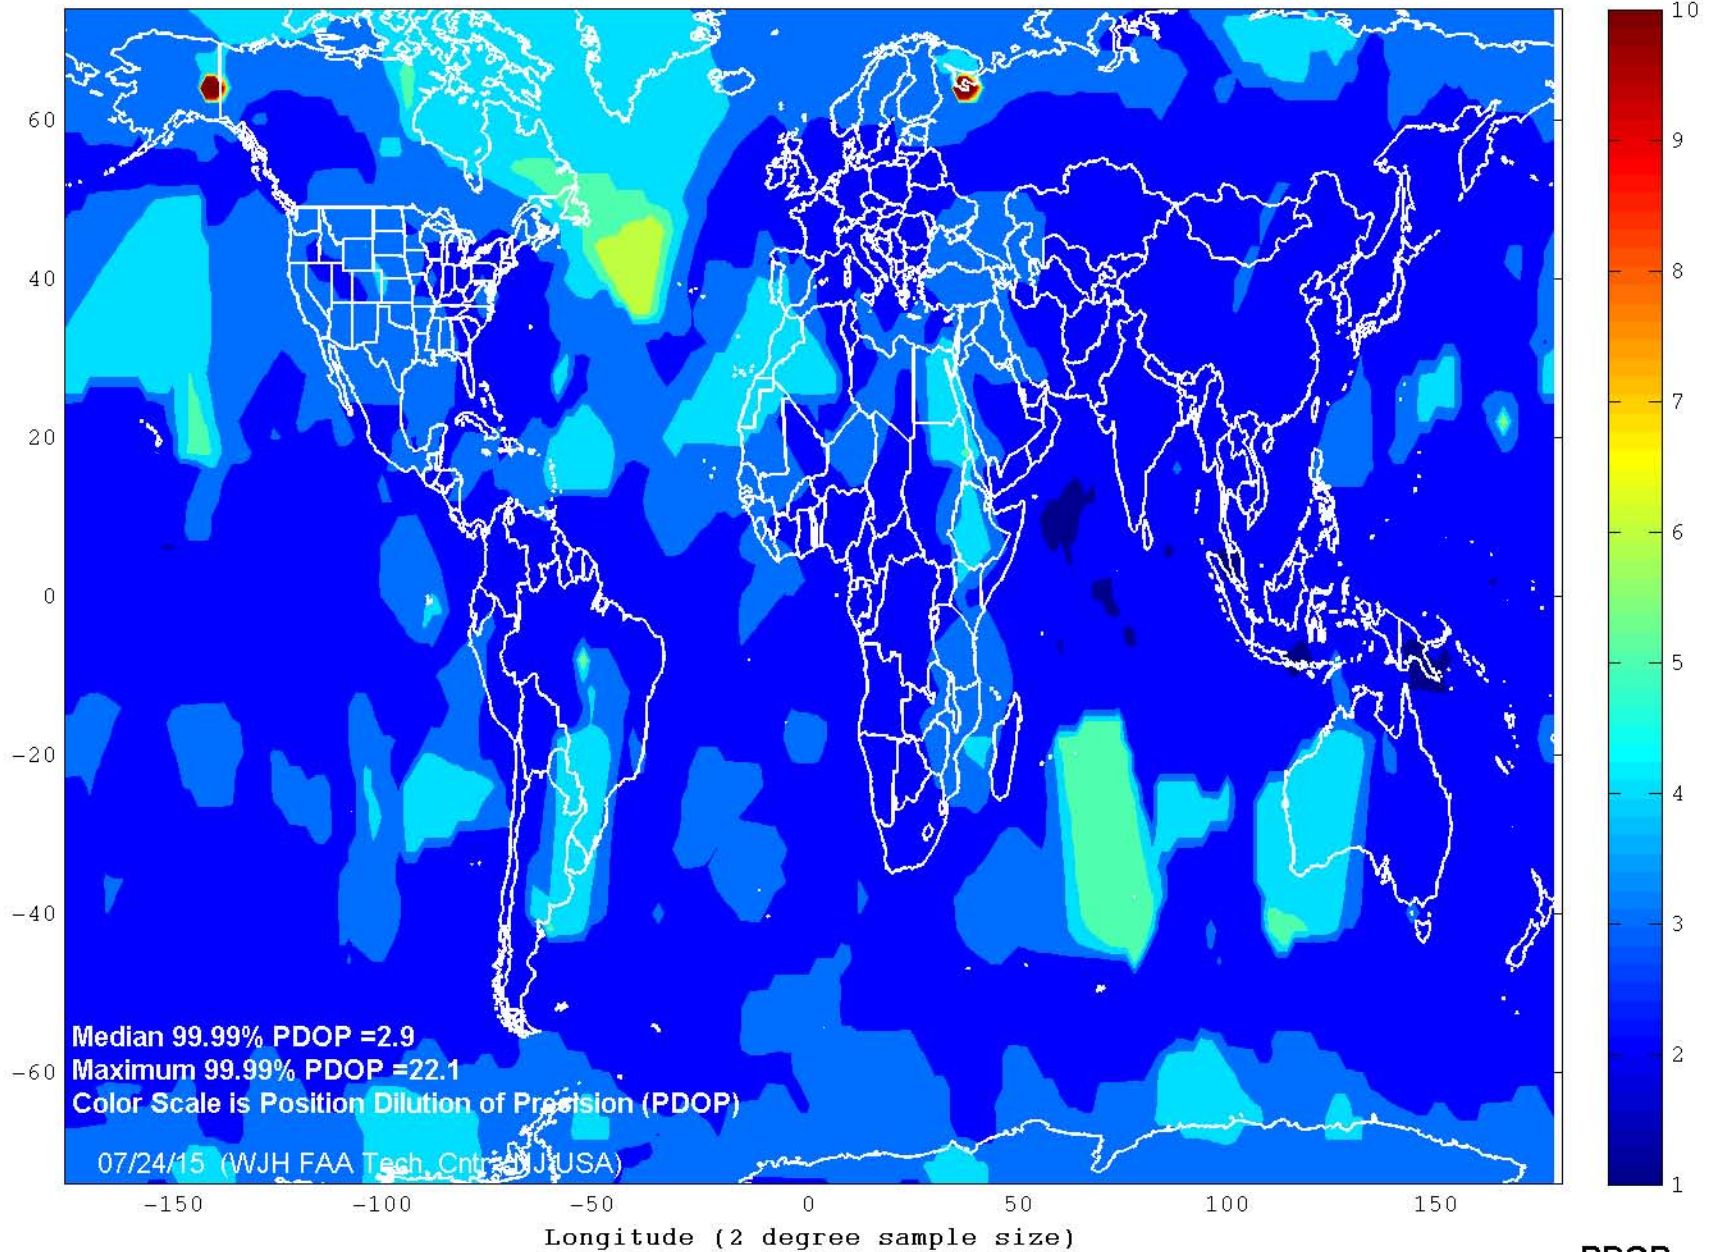 10
9
8
7
6
5
4
3
2
1
60
40
20
0
−20
−40
−60
Median 99.99% PDOP =2.9
Maximum 99.99% PDOP =22.1
Color Scale is Position Dilution of Precision (PDOP)
07/24/15 (WJH FAA Tech. Cntr. NJ USA)
−150 −100 −50 0 50 100 150
Longitude (2 degree sample size)
PDOP